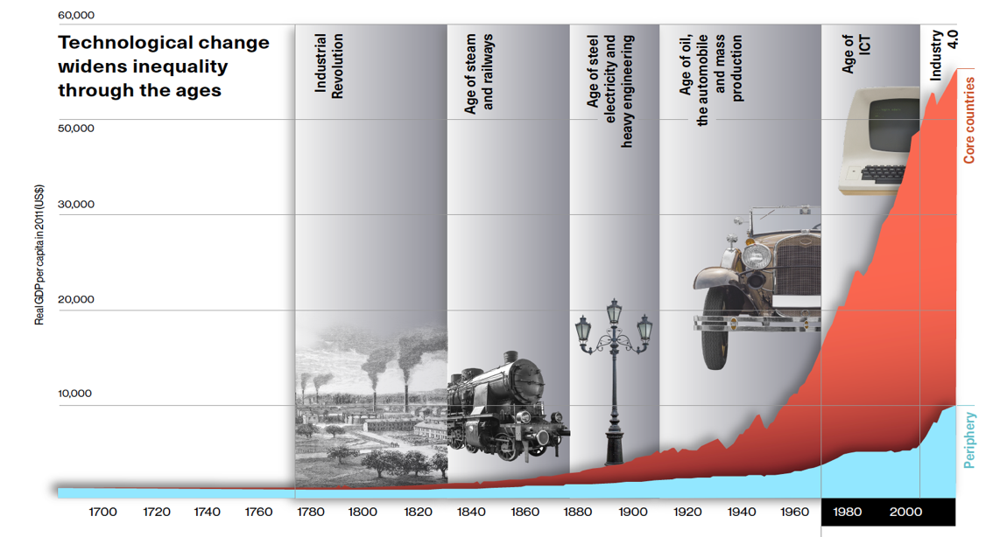 60,000
Technological change
widens inequality
through the ages
Industrial
Revolution
Age of steam
and railways
Age of steel
electricity and
heavy engineering
Age of oil,
the automobile
and mass
production
Age of
ICT
Industry
4.0
50,000
30,000
20,000
10,000
Real GDP per capita in 2011 (US$)
Core countries
Periphery
1700 1720 1740 1760 1780 1800 1820 1840 1860 1880 1900 1920 1940 1960 1980 2000